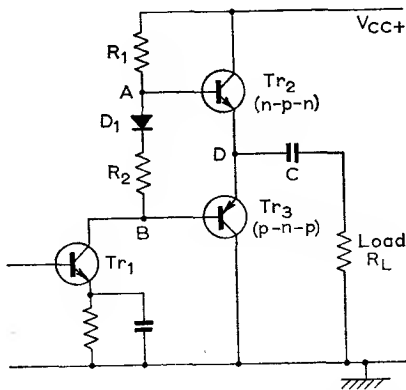 VCC+
R1
A
Tr2
(n-p-n)
D1
D
C
R2
B
Tr3
(p-n-p)
Tr1
Load
RL